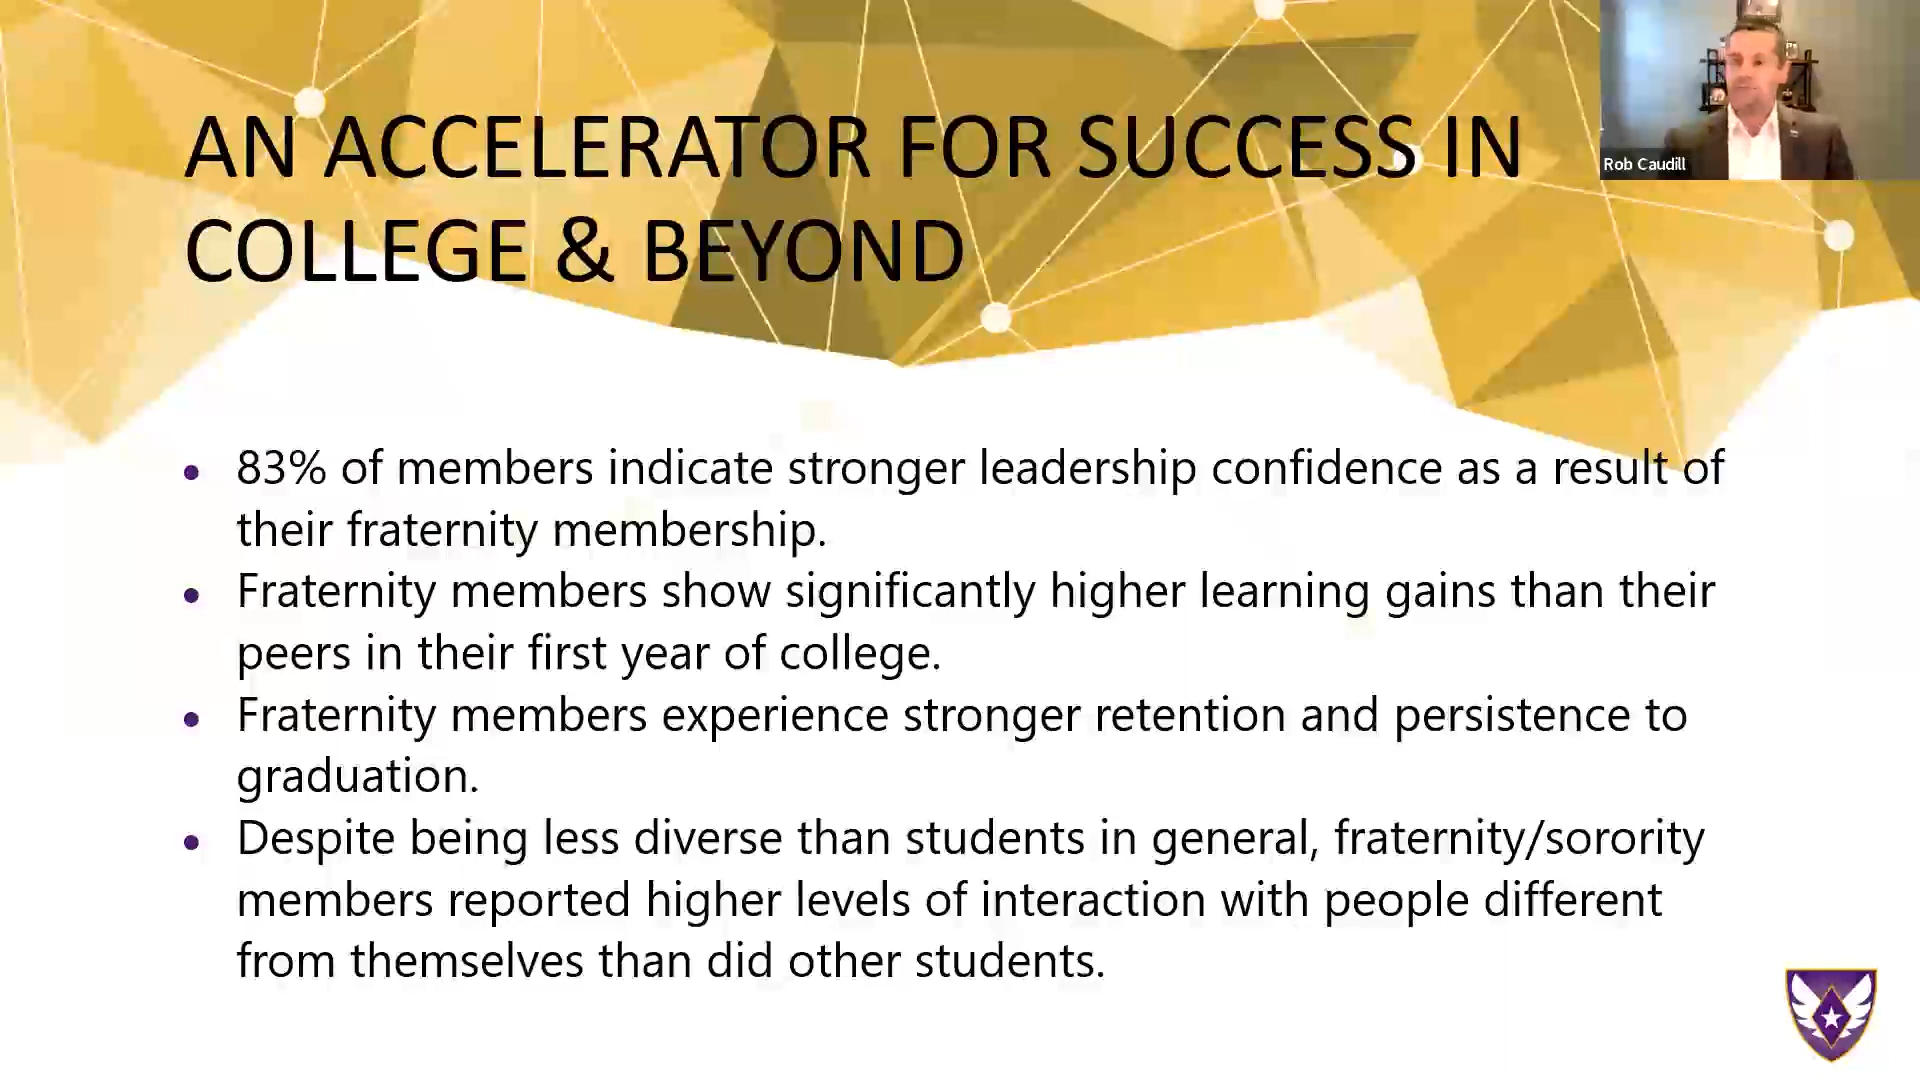 AN ACCELERATOR FOR SUCCESS IN
COLLEGE & BEYOND
Rob Caudill
• 83% of members indicate stronger leadership confidence as a result of
their fraternity membership.
• Fraternity members show significantly higher learning gains than their
peers in their first year of college.
• Fraternity members experience stronger retention and persistence to
graduation.
• Despite being less diverse than students in general, fraternity/sorority
members reported higher levels of interaction with people different
from themselves than did other students.